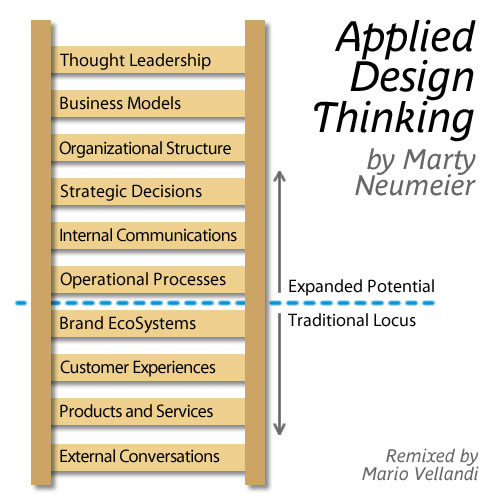 Applied
Design
Thinking
by Marty
Neumeier
Thought Leadership
Business Models
Organizational Structure
Strategic Decisions
Internal Communications
Operational Processes
Expanded Potential
Traditional Locus
Brand EcoSystems
Customer Experiences
Products and Services
External Conversations
Remixed by
Mario Vellandi